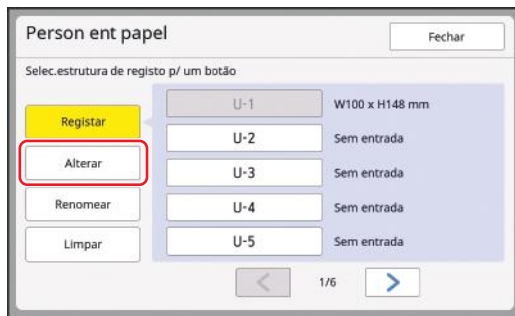 Person ent papel
Fechar
Selec.estrutura de registo p/ um botão
Registar
Alterar
Renomear
Limpar
U-1 W100 x H148 mm
U-2 Sem entrada
U-3 Sem entrada
U-4 Sem entrada
U-5 Sem entrada
1/6